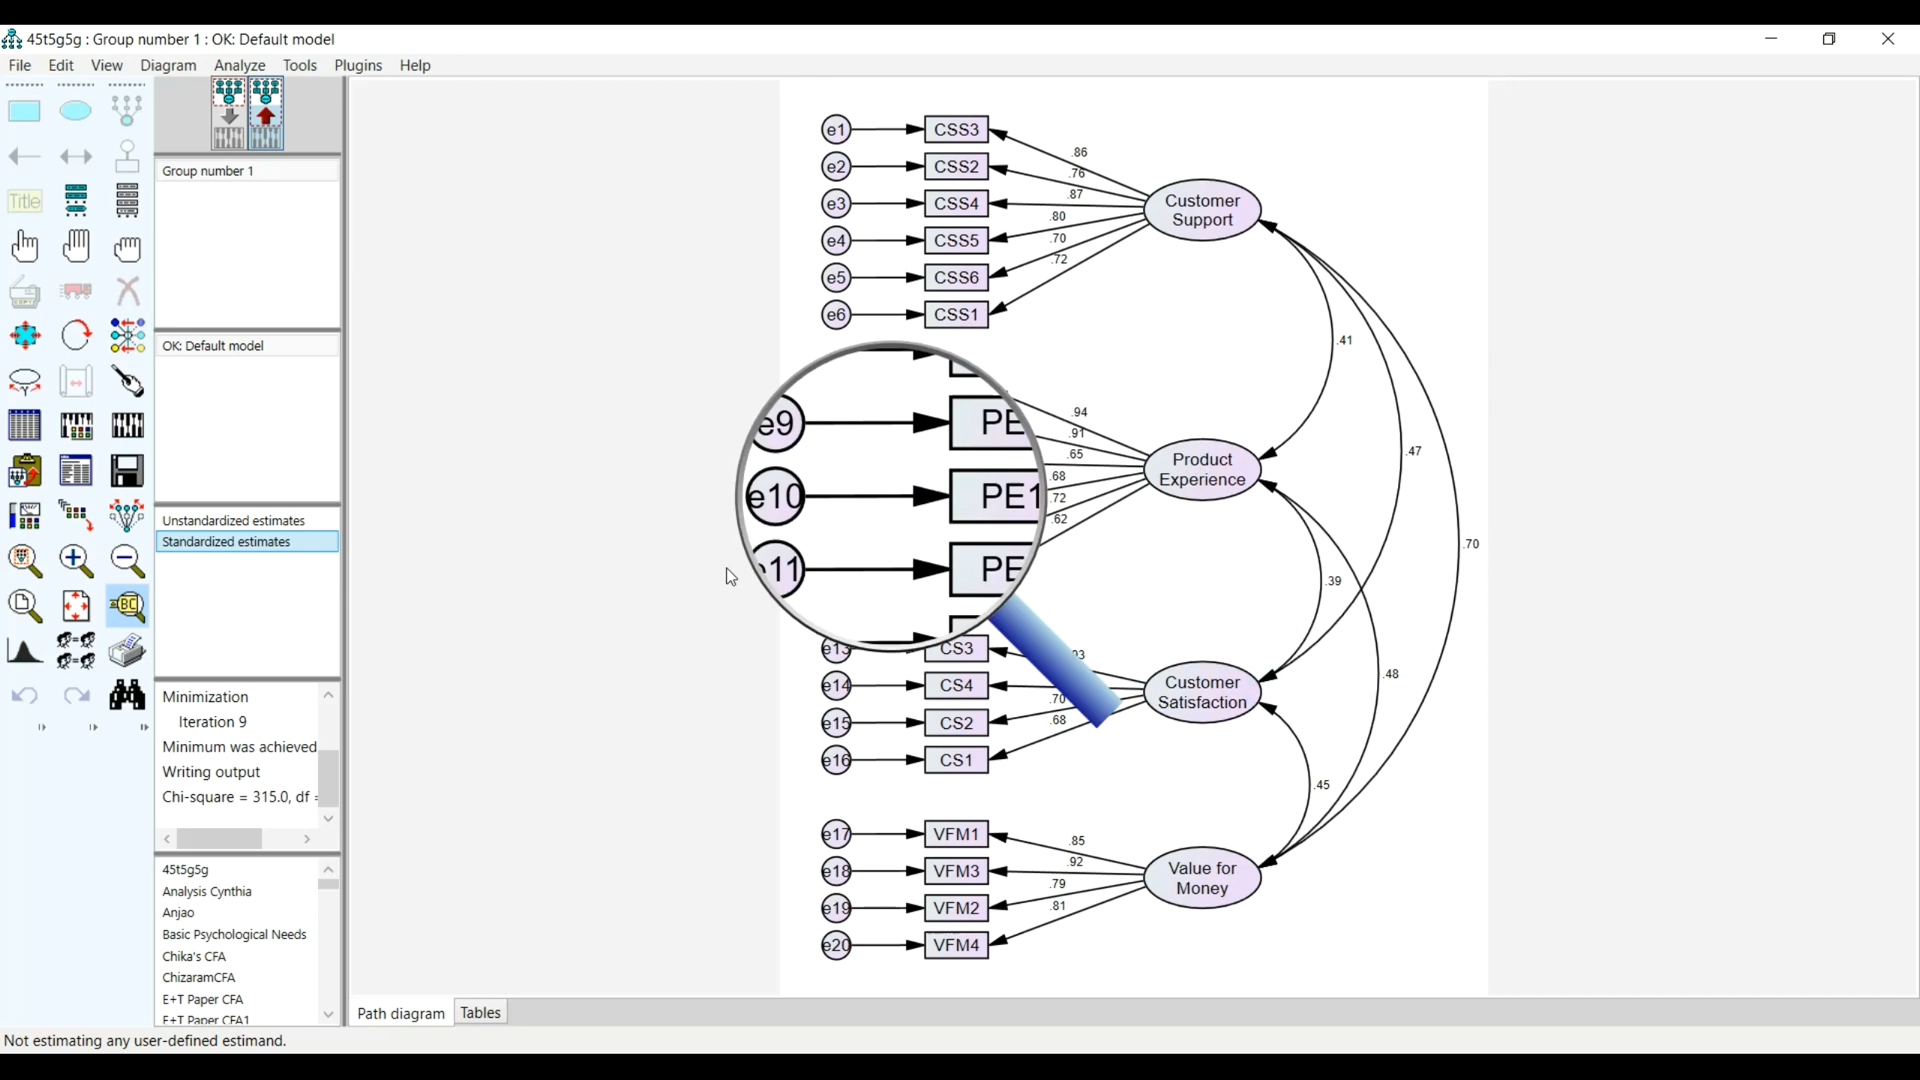 45t5g5g : Group number 1 : OK: Default model
File Edit View Diagram Analyze Tools Plugins Help
Title
Group number 1
OK: Default model
Unstandardized estimates
Standardized estimates
Minimization
Iteration 9
Minimum was achieved
Writing output
Chi-square = 315.0, df =
45t5g5g
Analysis Cynthia
Anjao
Basic Psychological Needs
Chika's CFA
ChizaramCFA
E+T Paper CFA
E+T Paper CFA1
e1 CSS3 .86
e2 CSS2 .76
e3 CSS4 .87
e4 CSS5 .80
e5 CSS6 .70
e6 CSS1 .72
Customer
Support
.41
e9 PE
e10 PE1
e11 PE
.94
.91
.65
.68
.72
.62
Product
Experience
.47
.70
.39
.48
e13 CS3
e14 CS4
e15 CS2 .70
e16 CS1 .68
Customer
Satisfaction
.45
e17 VFM1 .85
e18 VFM3 .92
e19 VFM2 .79
e20 VFM4 .81
Value for
Money
Path diagram Tables
Not estimating any user-defined estimand.